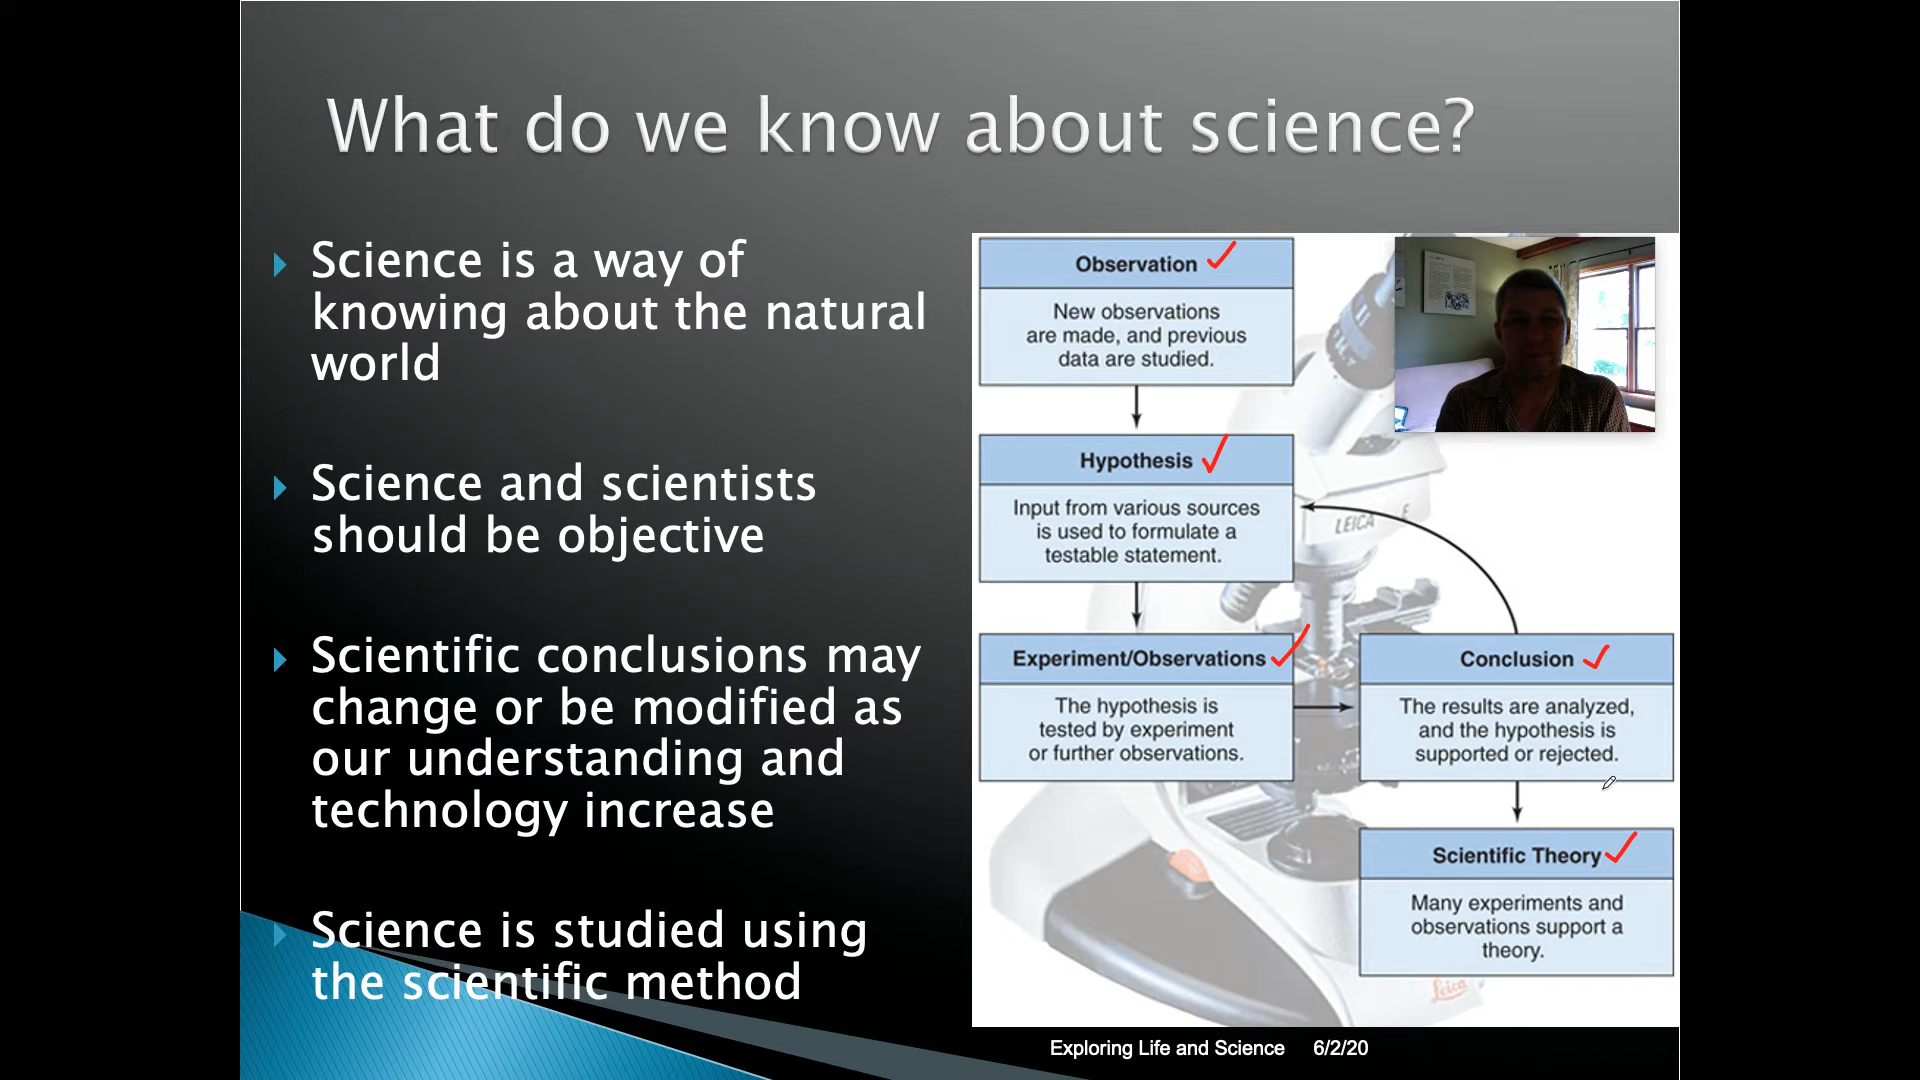 What do we know about science?
Science is a way of
knowing about the natural
world
Science and scientists
should be objective
Scientific conclusions may
change or be modified as
our understanding and
technology increase
Science is studied using
the scientific method
Observation
New observations
are made, and previous
data are studied.
Hypothesis
Input from various sources
is used to formulate a
testable statement.
LEICA
Experiment/Observations
The hypothesis is
tested by experiment
or further observations.
Conclusion
The results are analyzed,
and the hypothesis is
supported or rejected.
Scientific Theory
Many experiments and
observations support a
theory.
Leica
Exploring Life and Science 6/2/20